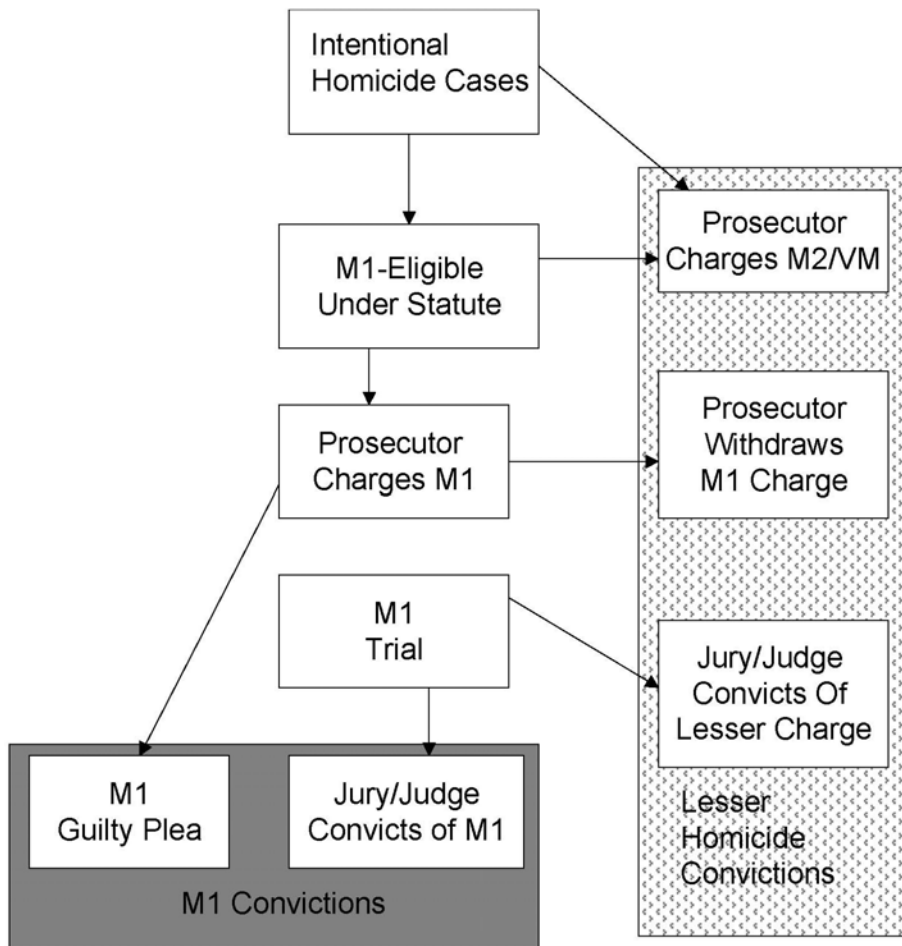 Intentional
Homicide Cases
Prosecutor
Charges M2/VM
M1-Eligible
Under Statute
Prosecutor
Withdraws
M1 Charge
Prosecutor
Charges M1
M1
Trial
Jury/Judge
Convicts Of
Lesser Charge
M1
Guilty Plea
Jury/Judge
Convicts of M1
Lesser
Homicide
Convictions
M1 Convictions